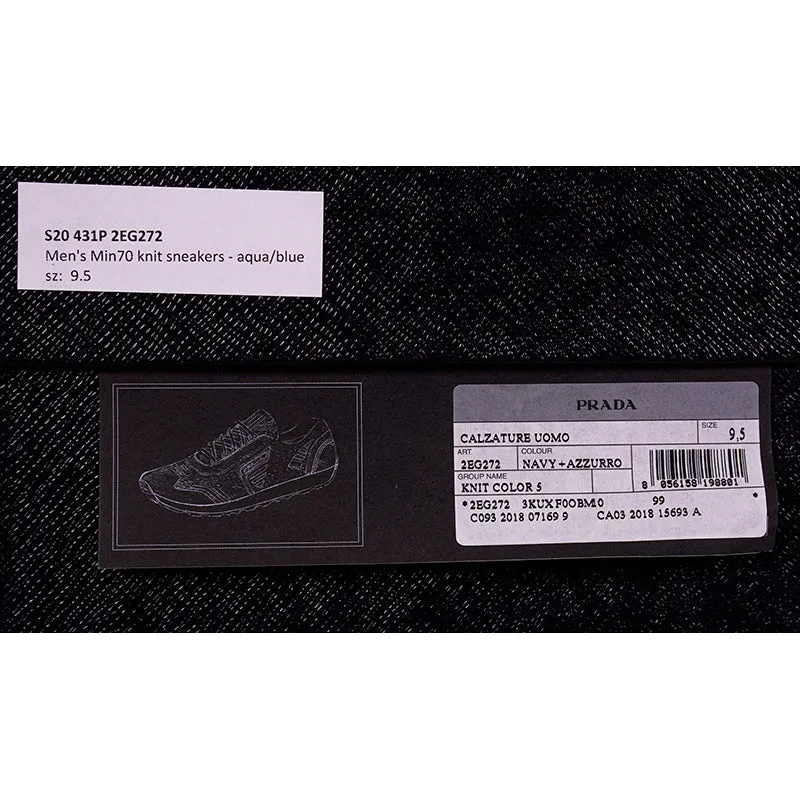 S20 431P 2EG272
Men's Min70 knit sneakers - aqua/blue
sz: 9.5
PRADA
CALZATURE UOMO
SIZE
9,5
ART
COLOUR
2EG272
NAVY+AZZURRO
GROUP NAME
KNIT COLOR 5
8 056158 198801
*2EG272 3KUX F0OBM10 99 *
C093 2018 07169 9 CA03 2018 15693 A